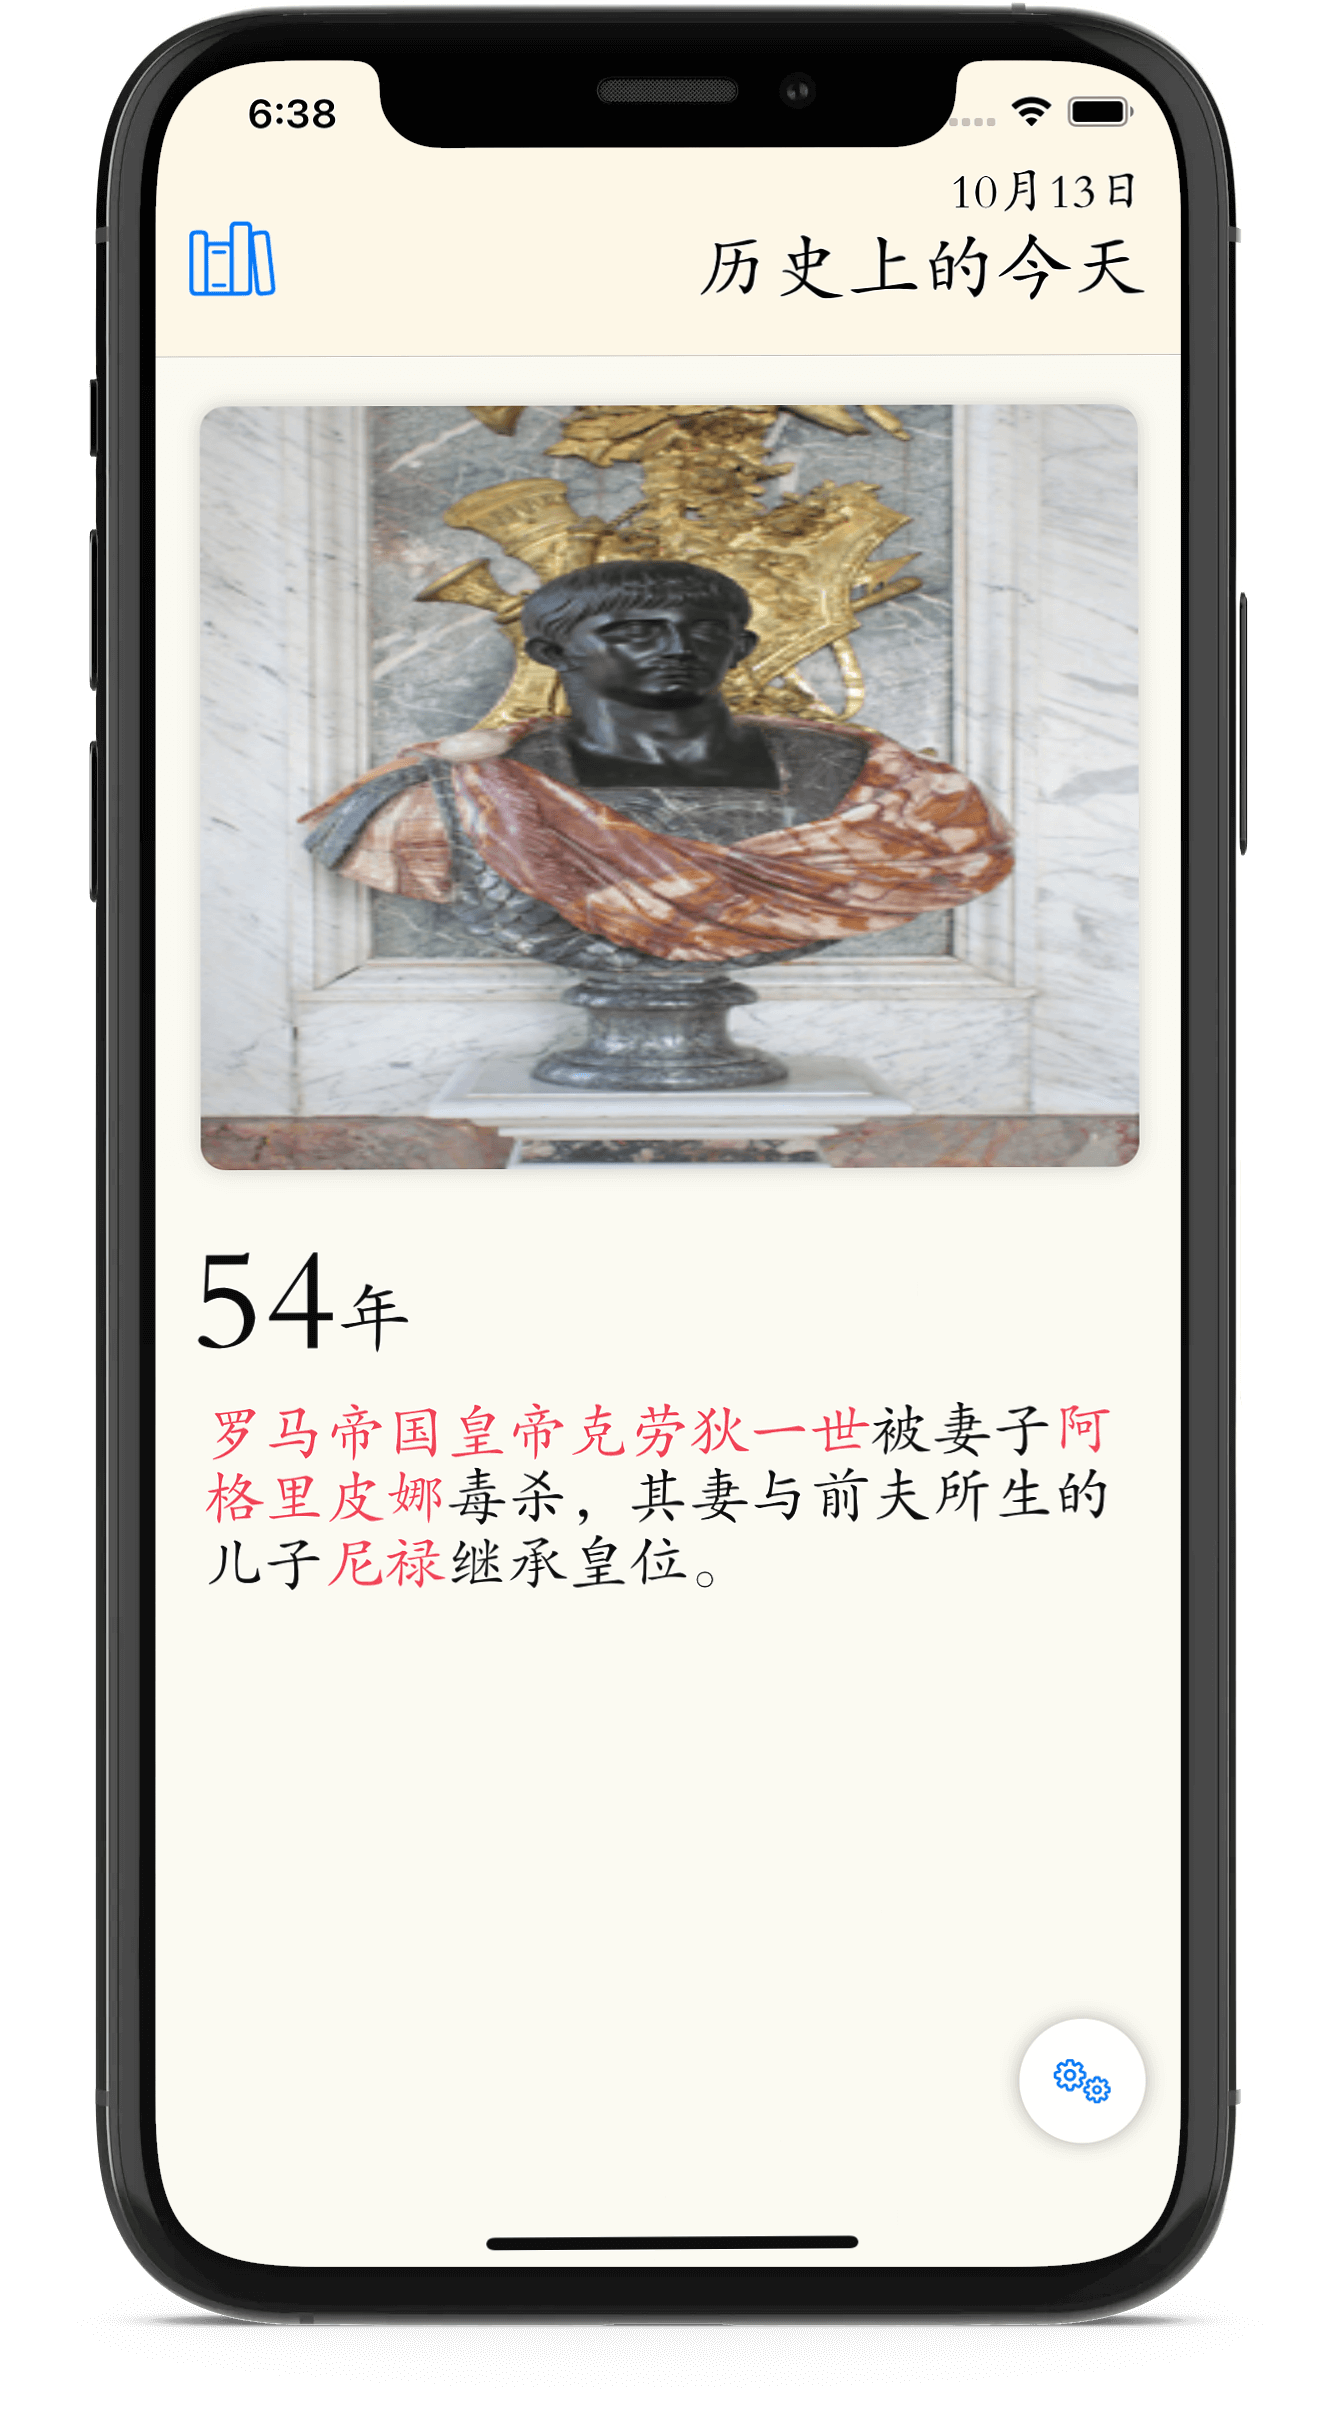 6:38
10月13日
历史上的今天
54年
罗马帝国皇帝克劳狄一世被妻子阿
格里皮娜毒杀，其妻与前夫所生的
儿子尼禄继承皇位。